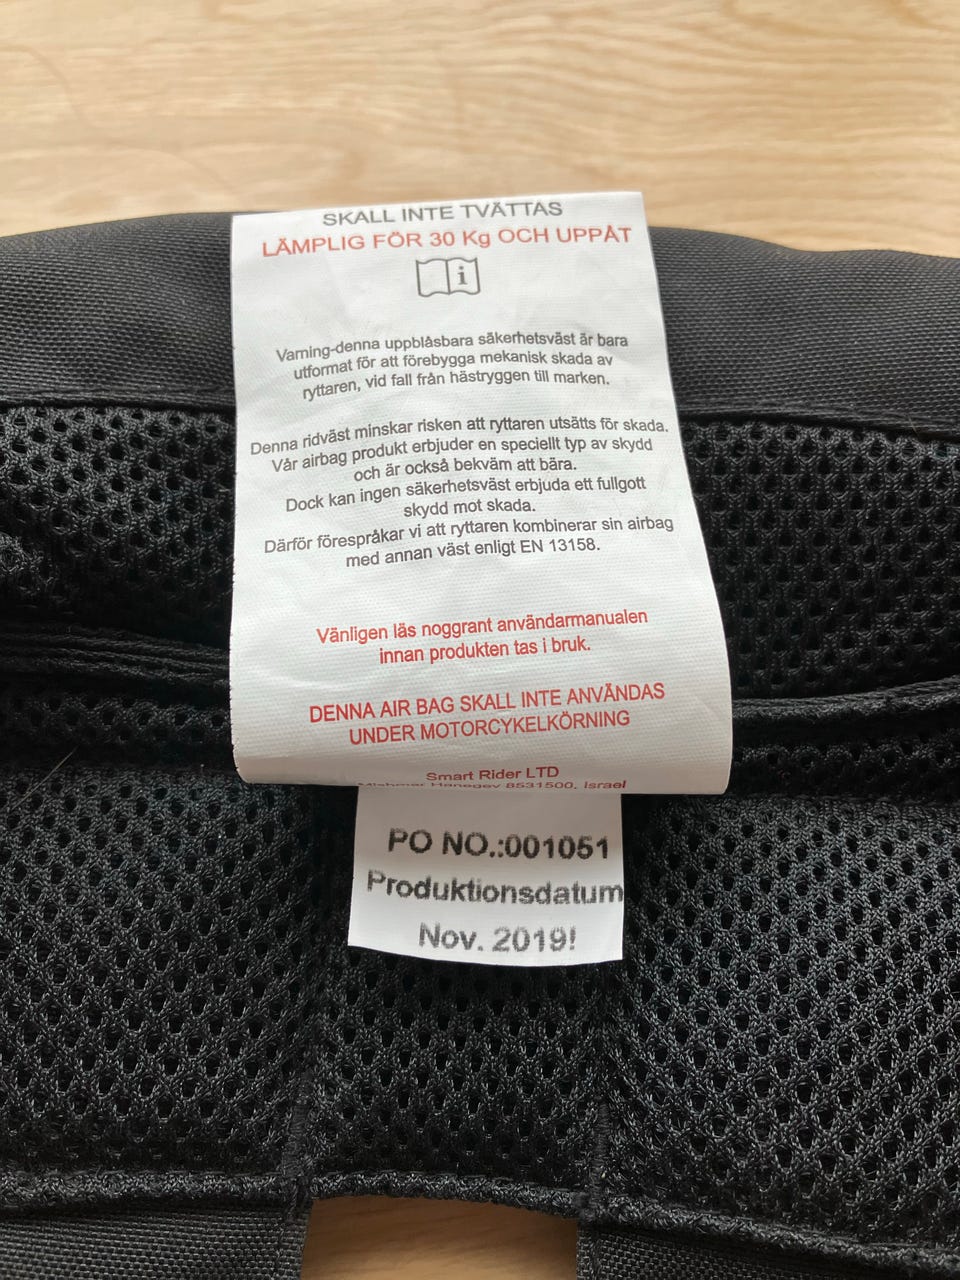 SKALL INTE TVÄTTAS
LÄMPLIG FÖR 30 Kg OCH UPPÅT
i
Varning-denna uppblåsbara säkerhetsväst är bara
utformat för att förebygga mekanisk skada av
ryttaren, vid fall från hästryggen till marken.
Denna ridväst minskar risken att ryttaren utsätts för skada.
Vår airbag produkt erbjuder en speciellt typ av skydd
och är också bekväm att bära.
Dock kan ingen säkerhetsväst erbjuda ett fullgott
skydd mot skada.
Därför förespråkar vi att ryttaren kombinerar sin airbag
med annan väst enligt EN 13158.
Vänligen läs noggrant användarmanualen
innan produkten tas i bruk.
DENNA AIR BAG SKALL INTE ANVÄNDAS
UNDER MOTORCYKELKÖRNING
Smart Rider LTD
Mishmar Hanegev 8531500, Israel
PO NO.:001051
Produktionsdatum
Nov. 2019!